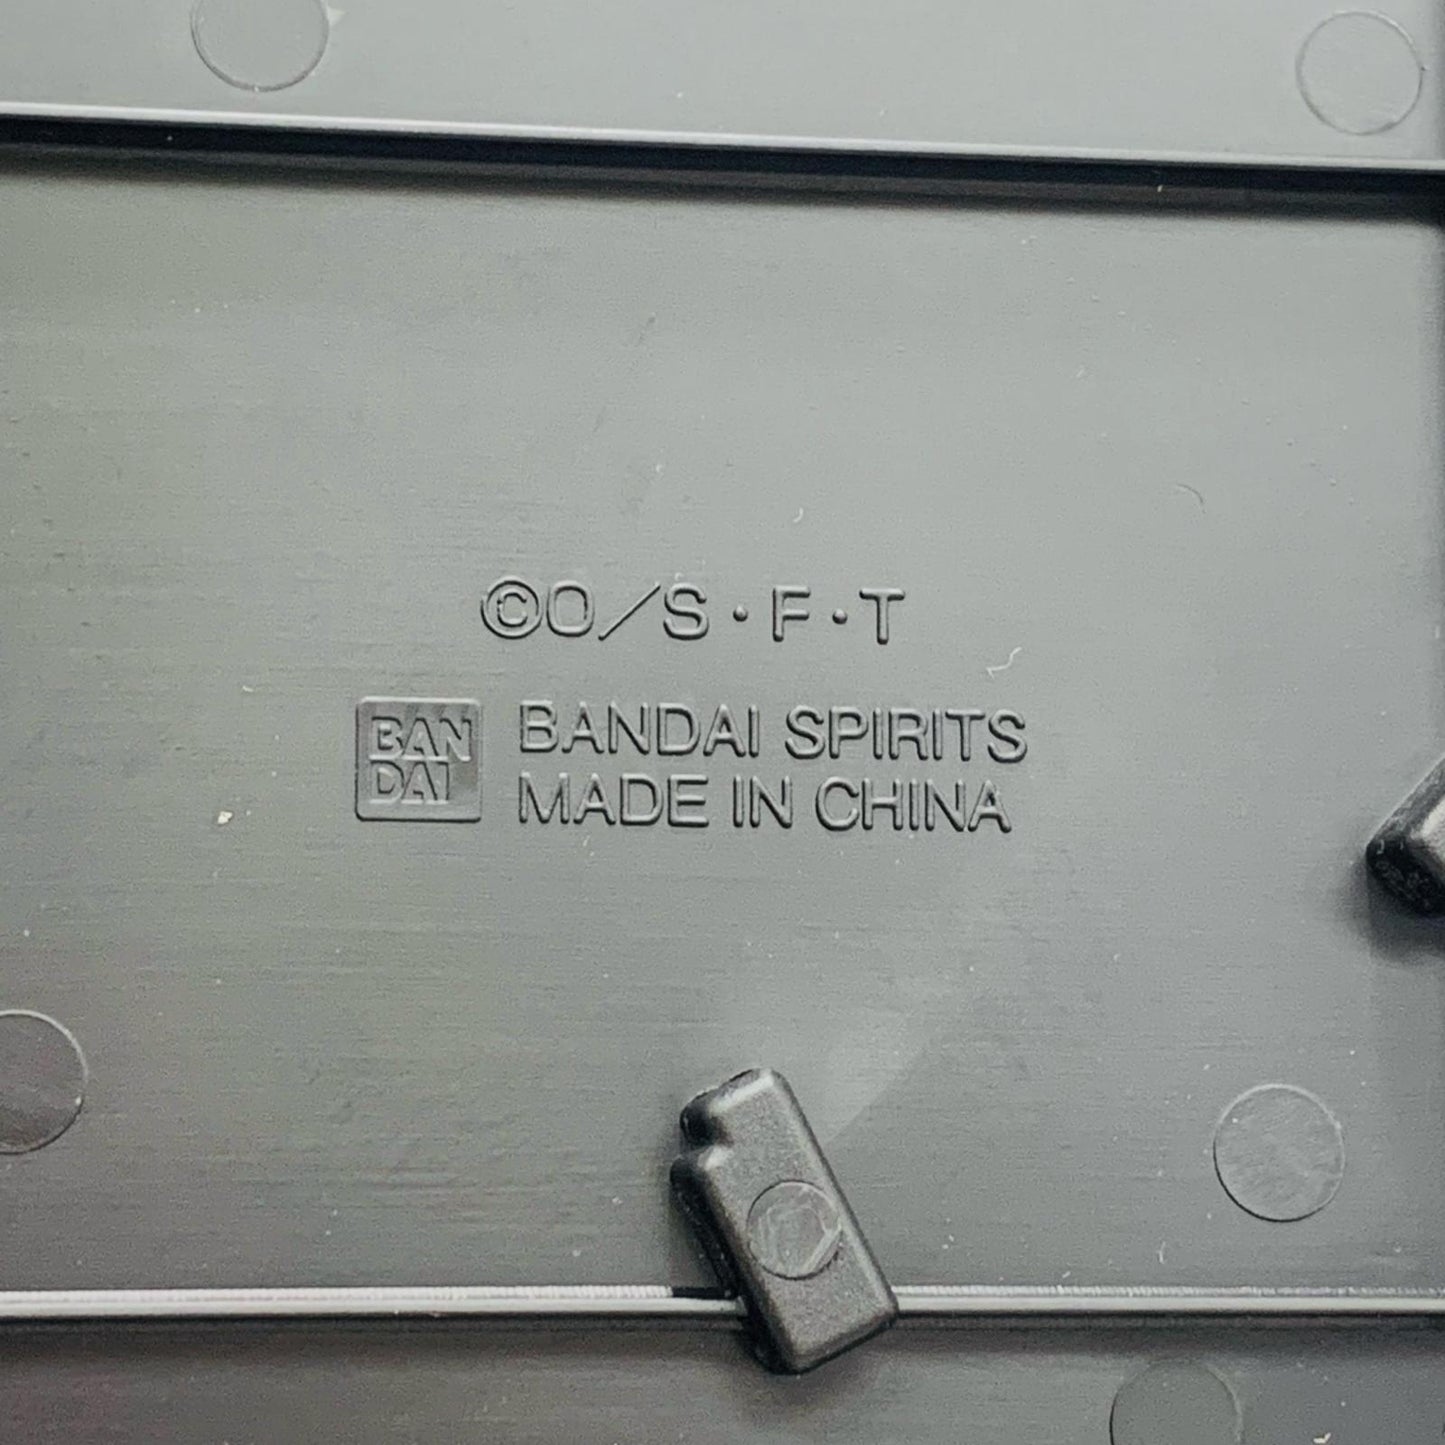 ©O/S・F・T
BAN
DAI
BANDAI SPIRITS
MADE IN CHINA